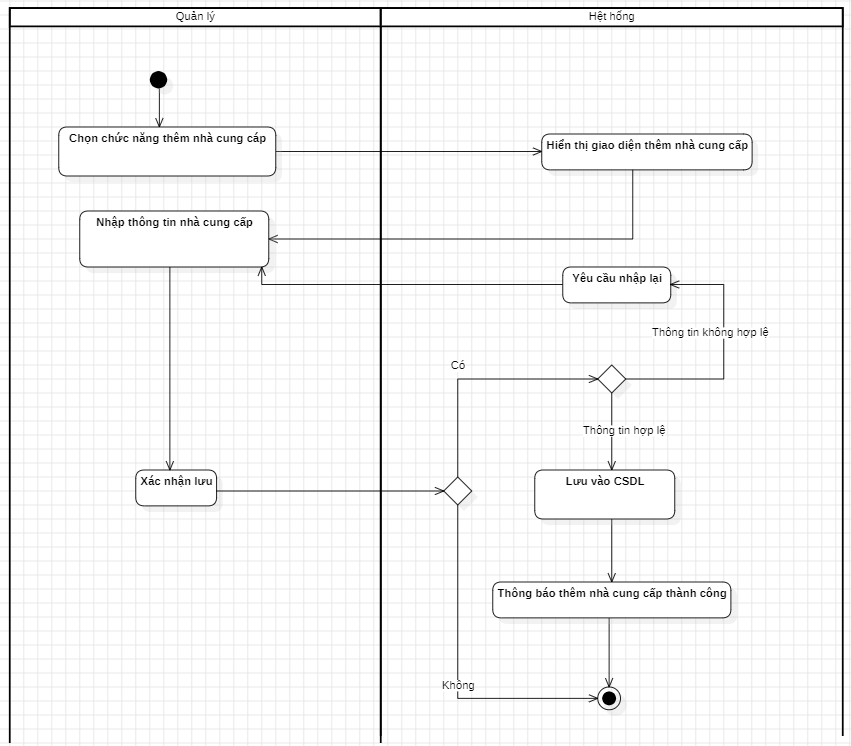 Quản lý
Hệt hống
Chọn chức năng thêm nhà cung cáp
Hiển thị giao diện thêm nhà cung cấp
Nhập thông tin nhà cung cấp
Yêu cầu nhập lại
Thông tin không hợp lệ
Có
Thông tin hợp lệ
Xác nhận lưu
Lưu vào CSDL
Thông báo thêm nhà cung cấp thành công
Không